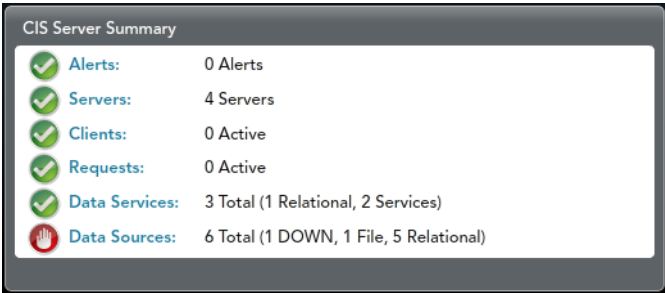 CIS Server Summary
Alerts: 0 Alerts
Servers: 4 Servers
Clients: 0 Active
Requests: 0 Active
Data Services: 3 Total (1 Relational, 2 Services)
Data Sources: 6 Total (1 DOWN, 1 File, 5 Relational)